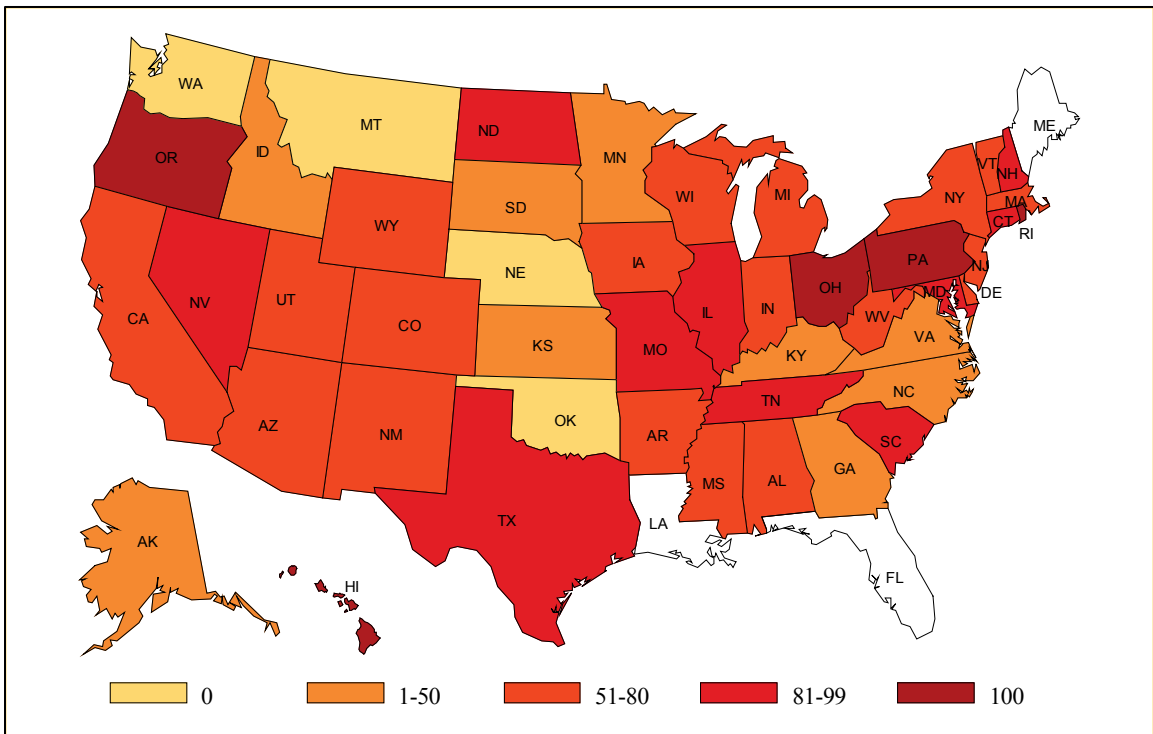 WA
MT
ND
ME
OR
ID
MN
VT
NH
SD
WI
MI
NY
MA
WY
CT
RI
NE
IA
PA
NJ
NV
UT
OH
DE
MD
CA
CO
IL
IN
WV
VA
KS
MO
KY
NC
TN
AZ
NM
OK
AR
SC
GA
MS
AL
TX
LA
AK
FL
HI
0
1-50
51-80
81-99
100